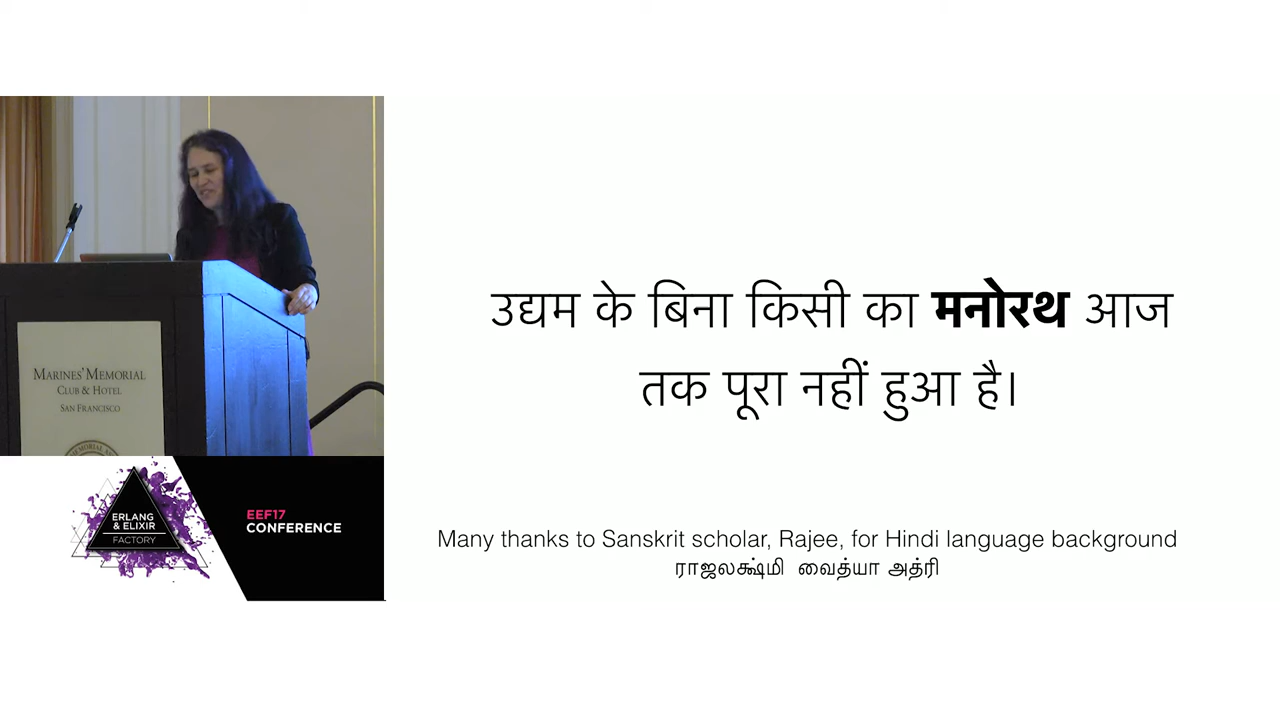 उद्यम के बिना किसी का मनोरथ आज
तक पूरा नहीं हुआ है।
Many thanks to Sanskrit scholar, Rajee, for Hindi language background
ராஜலக்ஷ்மி வைத்யா அத்ரி
MARINES' MEMORIAL
CLUB & HOTEL
SAN FRANCISCO
ERLANG
& ELIXIR
FACTORY
EEF17
CONFERENCE